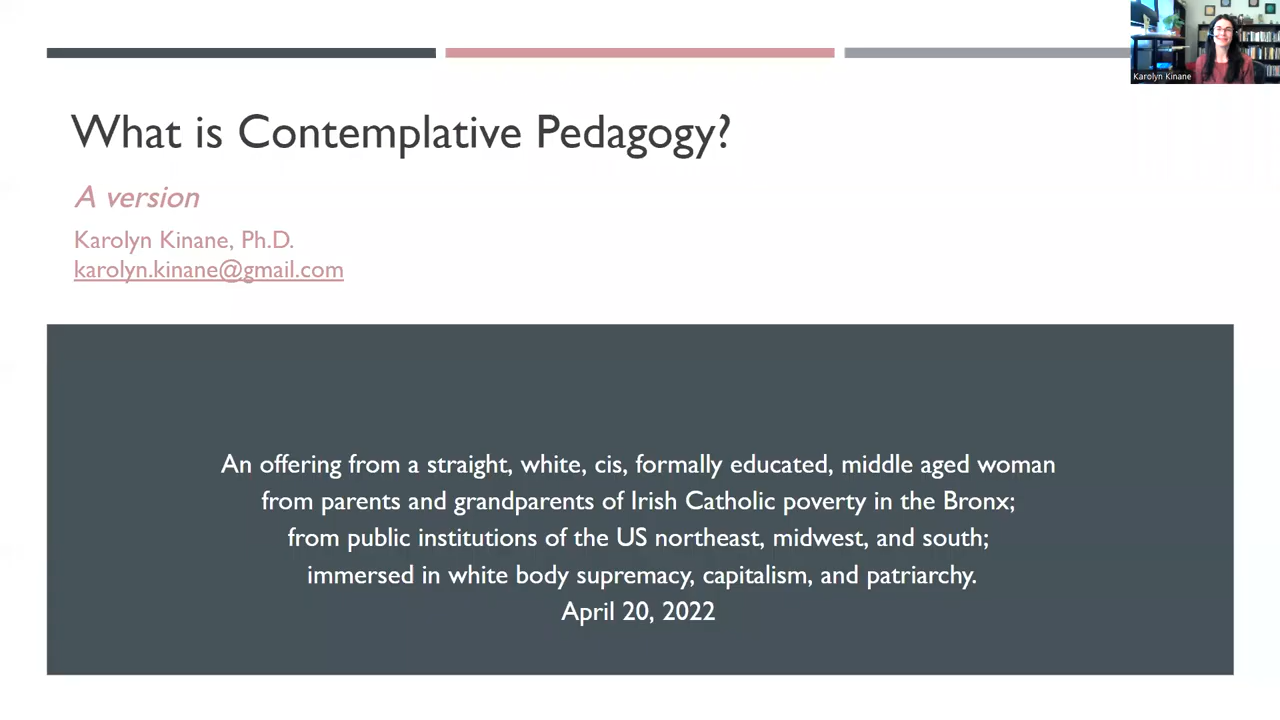 Karolyn Kinane
What is Contemplative Pedagogy?
A version
Karolyn Kinane, Ph.D.
karolyn.kinane@gmail.com
An offering from a straight, white, cis, formally educated, middle aged woman
from parents and grandparents of Irish Catholic poverty in the Bronx;
from public institutions of the US northeast, midwest, and south;
immersed in white body supremacy, capitalism, and patriarchy.
April 20, 2022